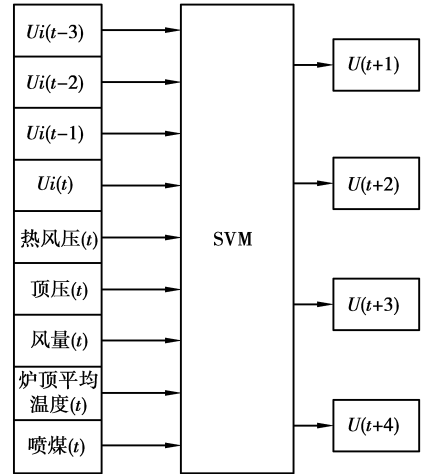 Ui(t-3)
Ui(t-2)
Ui(t-1)
Ui(t)
热风压(t)
顶压(t)
风量(t)
炉顶平均
温度(t)
喷煤(t)
SVM
U(t+1)
U(t+2)
U(t+3)
U(t+4)